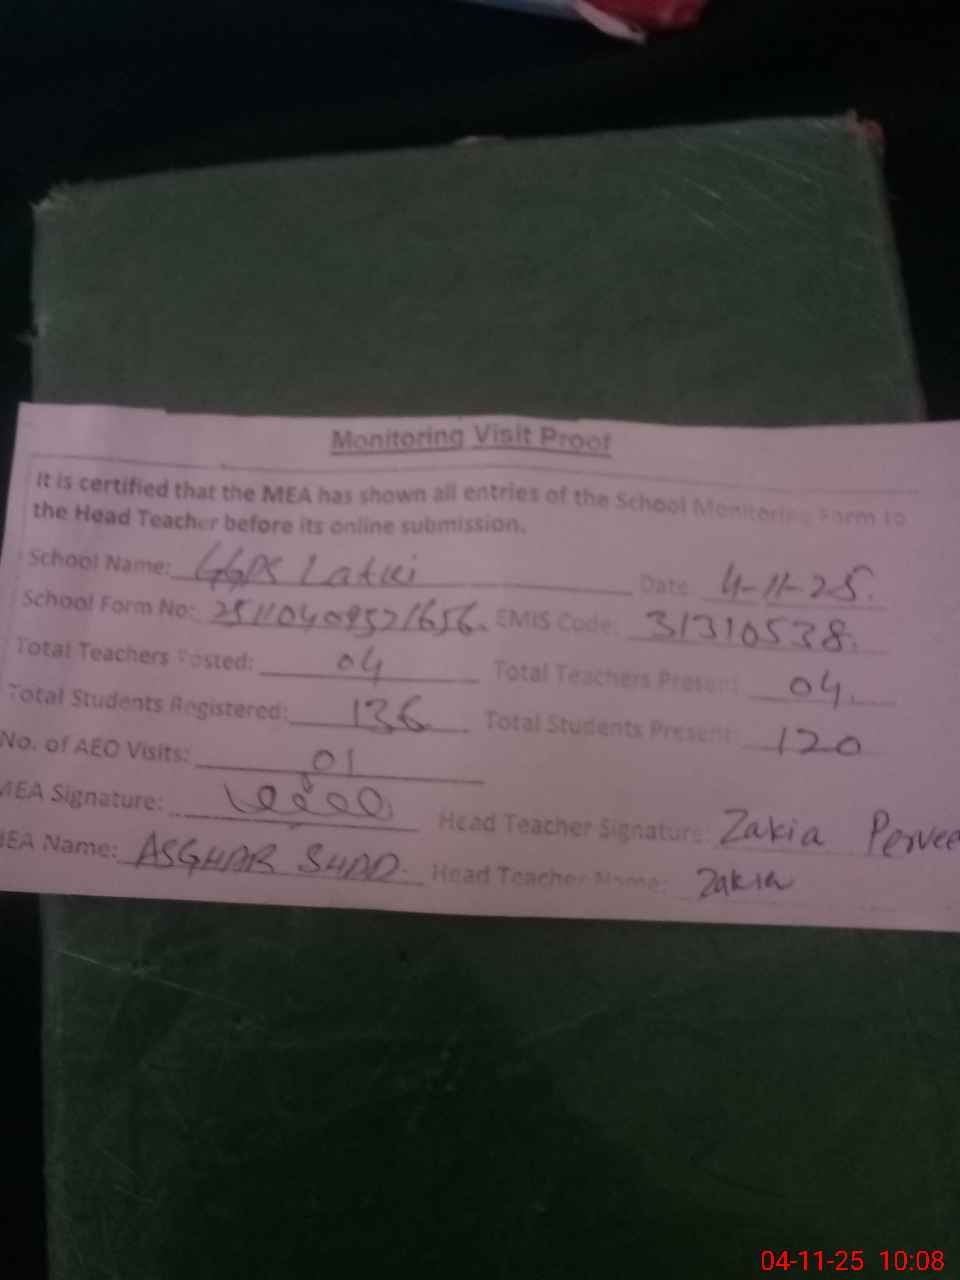 Monitoring Visit Proof
It is certified that the MEA has shown all entries of the School Monitoring Form to
the Head Teacher before its online submission.
School Name: GGPS Date 4-11-25.
School Form No: 25110409521656. EMIS Code: 31310538.
Total Teachers Posted: 04 Total Teachers Present 04.
Total Students Registered: 136 Total Students Present: 120
No. of AEO Visits: 01
MEA Signature: Head Teacher Signature: Zakia Pervee
MEA Name: ASGHAR Head Teacher Name: Zakia
04-11-25 10:08